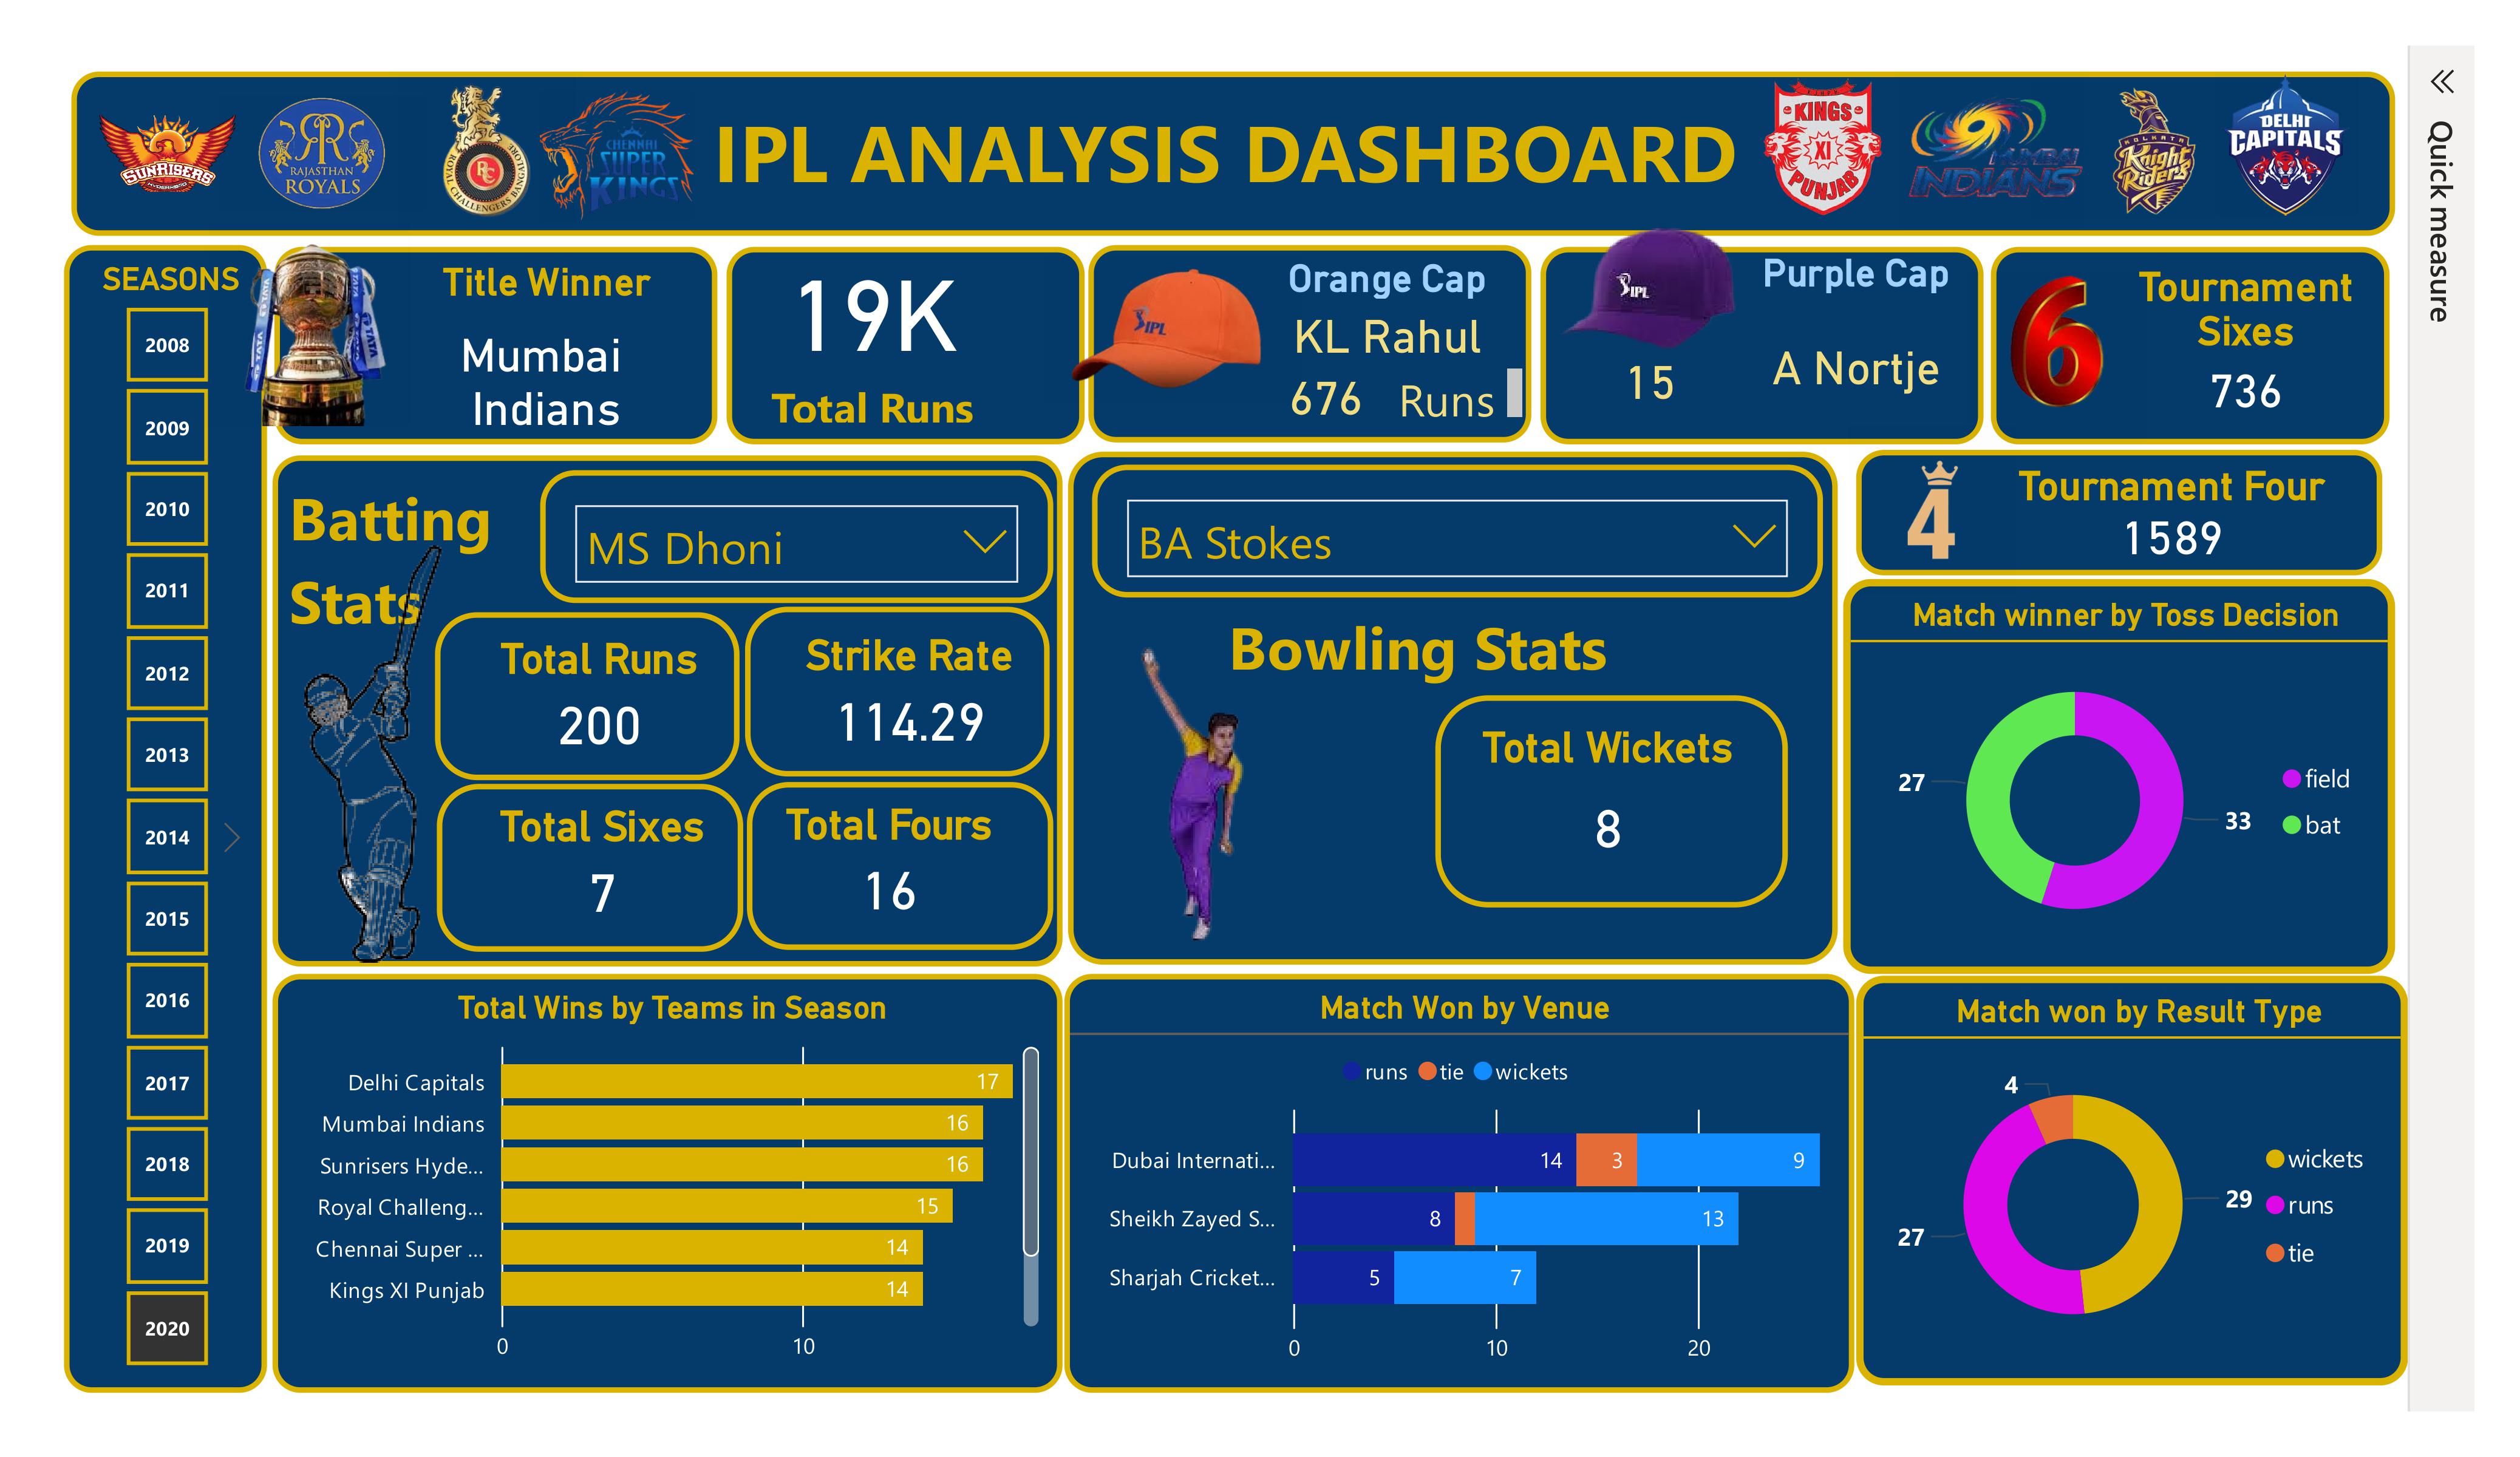 SUNRISERS
HYDERABAD
RAJASTHAN
ROYALS
RC
ROYAL CHALLENGERS BANGALORE
CHENNAI
SUPER
KINGS
IPL ANALYSIS DASHBOARD
KINGS
XI
PUNJAB
MUMBAI
INDIANS
KOLKATA
Knight
Riders
DELHI
CAPITALS
Quick measure
SEASONS
2008
2009
2010
2011
2012
2013
2014
2015
2016
2017
2018
2019
2020
TATA
TATA
Title Winner
Mumbai
Indians
19K
Total Runs
IPL
Orange Cap
KL Rahul
676 Runs
IPL
Purple Cap
15 A Nortje
6
Tournament
Sixes
736
Batting
Stats
MS Dhoni
Total Runs
200
Strike Rate
114.29
Total Sixes
7
Total Fours
16
BA Stokes
Bowling Stats
Total Wickets
8
4
Tournament Four
1589
Match winner by Toss Decision
27
33
field
bat
Total Wins by Teams in Season
Delhi Capitals 17
Mumbai Indians 16
Sunrisers Hyde... 16
Royal Challeng... 15
Chennai Super ... 14
Kings XI Punjab 14
0 10
Match Won by Venue
runs tie wickets
Dubai Internati... 14 3 9
Sheikh Zayed S... 8 13
Sharjah Cricket... 5 7
0 10 20
Match won by Result Type
4
29
27
wickets
runs
tie